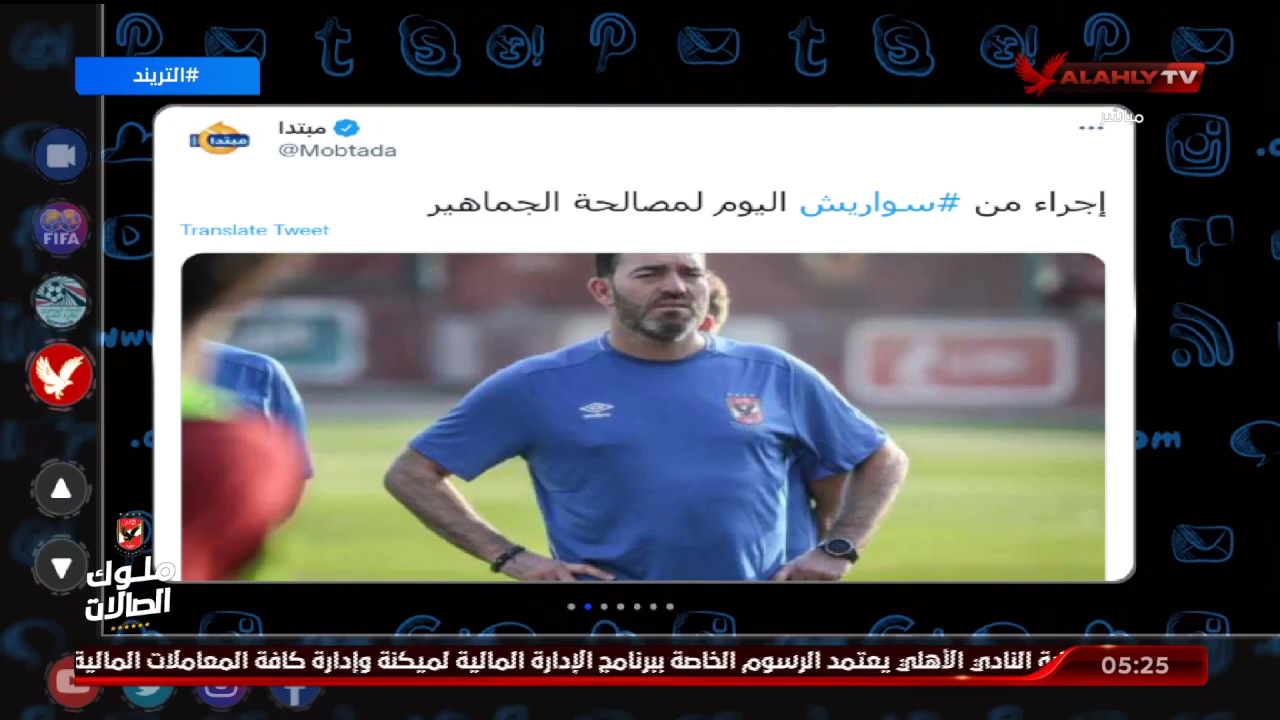 #التريند
ALAHLY TV
مباشر
مبتدا
مبتدا
@Mobtada
إجراء من #سواريش اليوم لمصالحة الجماهير
Translate Tweet
FIFA
ملوك
الصالات
النادي الأهلي يعتمد الرسوم الخاصة ببرنامج الإدارة المالية لميكنة وإدارة كافة المعاملات المالية
05:25